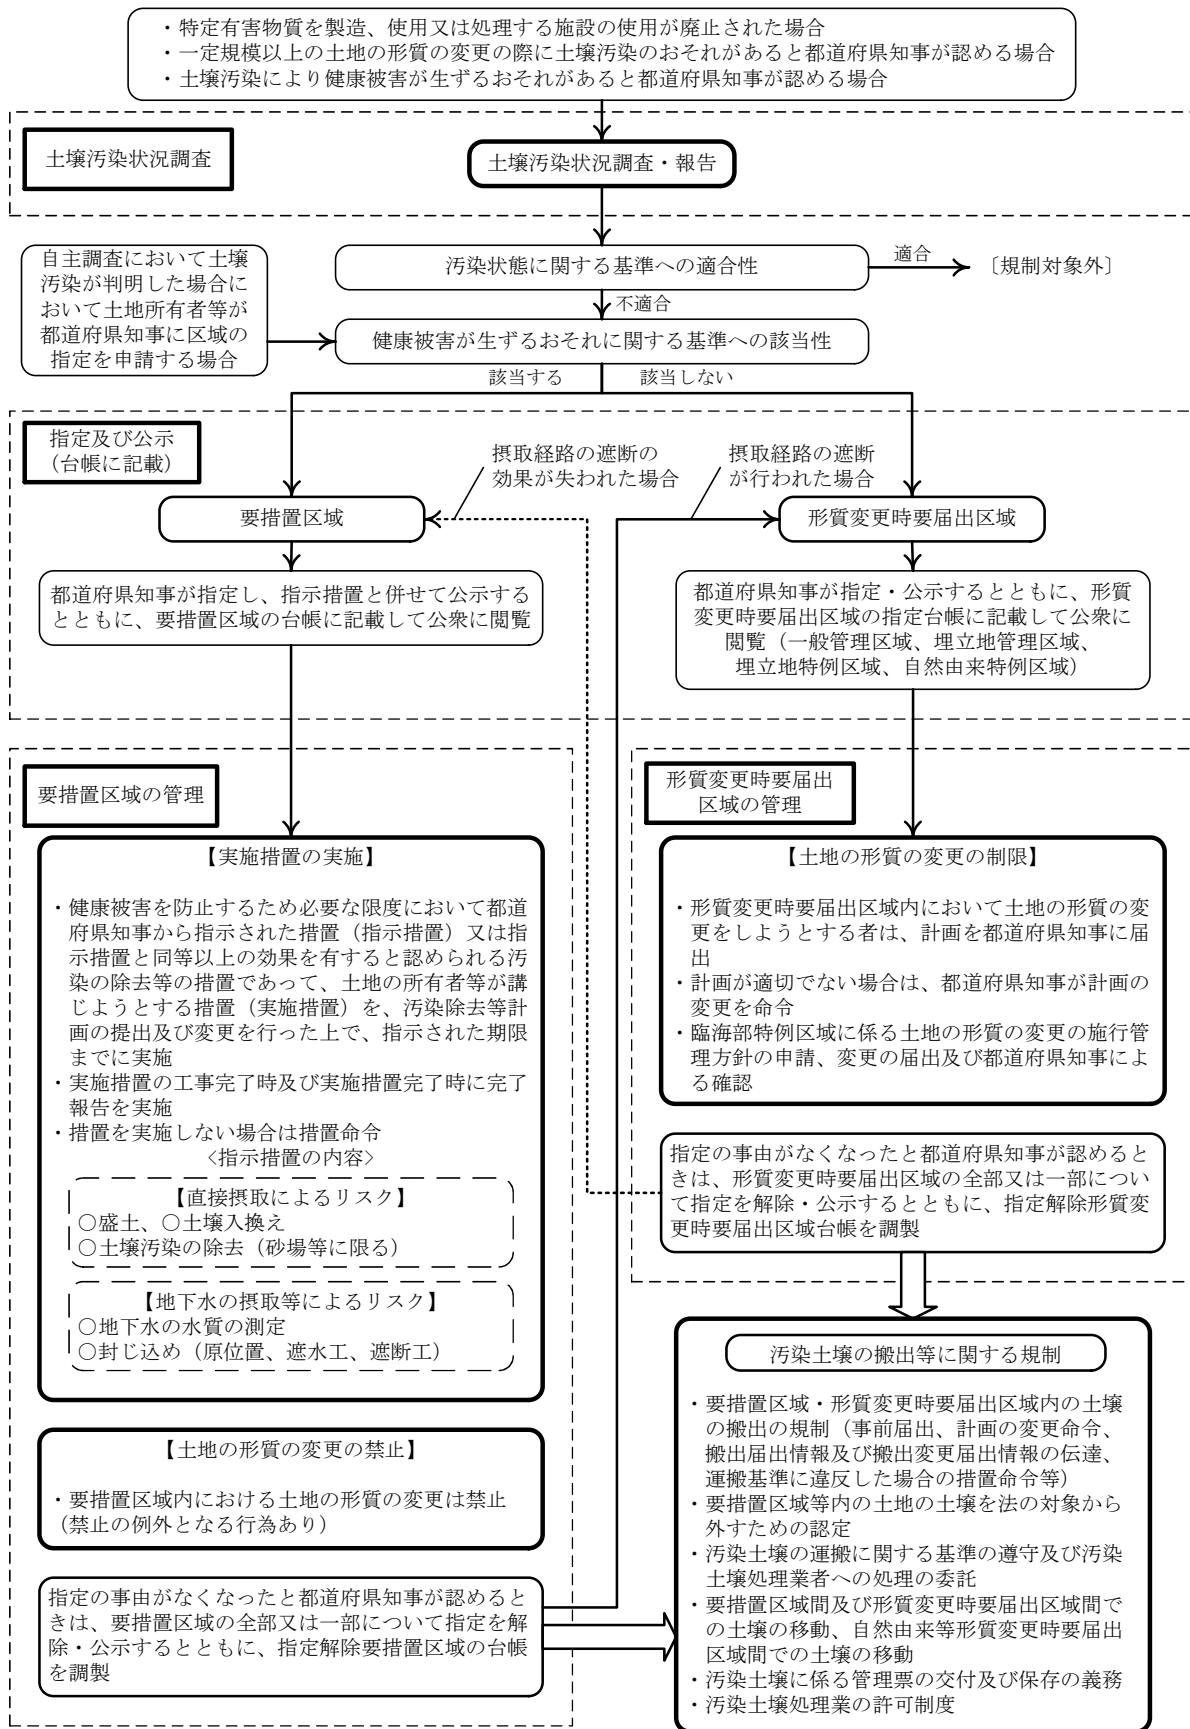 ・特定有害物質を製造、使用又は処理する施設の使用が廃止された場合
・一定規模以上の土地の形質の変更の際に土壌汚染のおそれがあると都道府県知事が認める場合
・土壌汚染により健康被害が生ずるおそれがあると都道府県知事が認める場合
土壌汚染状況調査
土壌汚染状況調査・報告
自主調査において土壌
汚染が判明した場合に
おいて土地所有者等が
都道府県知事に区域の
指定を申請する場合
汚染状態に関する基準への適合性
適合
〔規制対象外〕
不適合
健康被害が生ずるおそれに関する基準への該当性
該当する
該当しない
指定及び公示
(台帳に記載)
摂取経路の遮断の
効果が失われた場合
摂取経路の遮断
が行われた場合
要措置区域
形質変更時要届出区域
都道府県知事が指定し、指示措置と併せて公示する
とともに、要措置区域の台帳に記載して公衆に閲覧
都道府県知事が指定・公示するとともに、形質
変更時要届出区域の指定台帳に記載して公衆に
閲覧（一般管理区域、埋立地管理区域、
埋立地特例区域、自然由来特例区域）
要措置区域の管理
形質変更時要届出
区域の管理
【実施措置の実施】
・健康被害を防止するため必要な限度において都道
府県知事から指示された措置（指示措置）又は指
示措置と同等以上の効果を有すると認められる汚
染の除去等の措置であって、土地の所有者等が講
じようとする措置（実施措置）を、汚染除去等計
画の提出及び変更を行った上で、指示された期限
までに実施
・実施措置の工事完了時及び実施措置完了時に完了
報告を実施
・措置を実施しない場合は措置命令
〈指示措置の内容〉
【直接摂取によるリスク】
○盛土、○土壌入換え
○土壌汚染の除去（砂場等に限る）
【地下水の摂取等によるリスク】
○地下水の水質の測定
○封じ込め（原位置、遮水工、遮断工）
【土地の形質の変更の禁止】
・要措置区域内における土地の形質の変更は禁止
(禁止の例外となる行為あり)
指定の事由がなくなったと都道府県知事が認めると
きは、要措置区域の全部又は一部について指定を解
除・公示するとともに、指定解除要措置区域の台帳
を調製
【土地の形質の変更の制限】
・形質変更時要届出区域内において土地の形質の変
更をしようとする者は、計画を都道府県知事に届
出
・計画が適切でない場合は、都道府県知事が計画の
変更を命令
・臨海部特例区域に係る土地の形質の変更の施行管
理方針の申請、変更の届出及び都道府県知事によ
る確認
指定の事由がなくなったと都道府県知事が認めると
きは、形質変更時要届出区域の全部又は一部につい
て指定を解除・公示するとともに、指定解除形質変
更時要届出区域台帳を調製
汚染土壌の搬出等に関する規制
・要措置区域・形質変更時要届出区域内の土壌
の搬出の規制（事前届出、計画の変更命令、
搬出届出情報及び搬出変更届出情報の伝達、
運搬基準に違反した場合の措置命令等）
・要措置区域等内の土地の土壌を法の対象から
外すための認定
・汚染土壌の運搬に関する基準の遵守及び汚染
土壌処理業者への処理の委託
・要措置区域間及び形質変更時要届出区域間で
の土壌の移動、自然由来等形質変更時要届出
区域間での土壌の移動
・汚染土壌に係る管理票の交付及び保存の義務
・汚染土壌処理業の許可制度